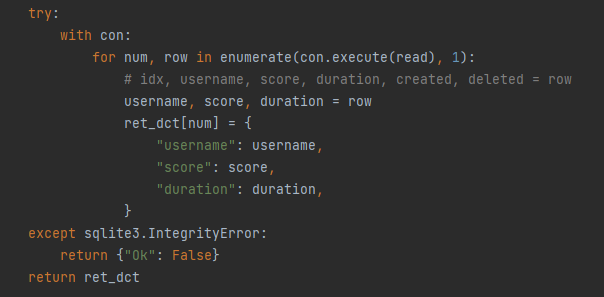 try:
    with con:
        for num, row in enumerate(con.execute(read), 1):
            # idx, username, score, duration, created, deleted = row
            username, score, duration = row
            ret_dct[num] = {
                "username": username,
                "score": score,
                "duration": duration,
            }
except sqlite3.IntegrityError:
    return {"Ok": False}
return ret_dct